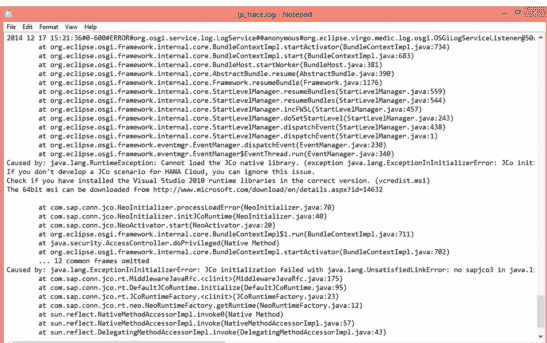 ljs_trace.log - Notepad
File Edit Format View Help
2014 12 17 15:21:36#0-600#ERROR#org.osgi.service.log.LogService##anonymous#org.eclipse.virgo.medic.log.osgi.OSGiLogServiceListener@50
at org.eclipse.osgi.framework.internal.core.BundleContextImpl.startActivator(BundleContextImpl.java:734)
at org.eclipse.osgi.framework.internal.core.BundleContextImpl.start(BundleContextImpl.java:683)
at org.eclipse.osgi.framework.internal.core.BundleHost.startWorker(BundleHost.java:381)
at org.eclipse.osgi.framework.internal.core.AbstractBundle.resume(AbstractBundle.java:390)
at org.eclipse.osgi.framework.internal.core.Framework.resumeBundle(Framework.java:1176)
at org.eclipse.osgi.framework.internal.core.StartLevelManager.resumeBundles(StartLevelManager.java:559)
at org.eclipse.osgi.framework.internal.core.StartLevelManager.resumeBundles(StartLevelManager.java:544)
at org.eclipse.osgi.framework.internal.core.StartLevelManager.incFWSL(StartLevelManager.java:457)
at org.eclipse.osgi.framework.internal.core.StartLevelManager.doSetStartLevel(StartLevelManager.java:243)
at org.eclipse.osgi.framework.internal.core.StartLevelManager.dispatchEvent(StartLevelManager.java:438)
at org.eclipse.osgi.framework.internal.core.StartLevelManager.dispatchEvent(StartLevelManager.java:1)
at org.eclipse.osgi.framework.eventmgr.EventManager.dispatchEvent(EventManager.java:230)
at org.eclipse.osgi.framework.eventmgr.EventManager$EventThread.run(EventManager.java:340)
Caused by: java.lang.RuntimeException: Cannot load the JCo native library. (exception java.lang.ExceptionInInitializerError: JCo init
If you don't develop a JCo scenario for HANA Cloud, you can ignore this issue.
Check if you have installed the Visual Studio 2010 runtime libraries in the correct version. (vcredist.msi)
The 64bit msi can be downloaded from http://www.microsoft.com/download/en/details.aspx?id=14632
at com.sap.conn.jco.NeoInitializer.processLoadError(NeoInitializer.java:70)
at com.sap.conn.jco.NeoInitializer.initJCoRuntime(NeoInitializer.java:40)
at com.sap.conn.jco.NeoActivator.start(NeoActivator.java:20)
at org.eclipse.osgi.framework.internal.core.BundleContextImpl$1.run(BundleContextImpl.java:711)
at java.security.AccessController.doPrivileged(Native Method)
at org.eclipse.osgi.framework.internal.core.BundleContextImpl.startActivator(BundleContextImpl.java:702)
... 12 common frames omitted
Caused by: java.lang.ExceptionInInitializerError: JCo initialization failed with java.lang.UnsatisfiedLinkError: no sapjco3 in java.l
at com.sap.conn.jco.rt.MiddlewareJavaRfc.<clinit>(MiddlewareJavaRfc.java:175)
at com.sap.conn.jco.rt.DefaultJCoRuntime.initialize(DefaultJCoRuntime.java:95)
at com.sap.conn.jco.rt.JCoRuntimeFactory.<clinit>(JCoRuntimeFactory.java:23)
at com.sap.conn.jco.rt.neo.NeoRuntimeFactory.getRuntime(NeoRuntimeFactory.java:12)
at sun.reflect.NativeMethodAccessorImpl.invoke0(Native Method)
at sun.reflect.NativeMethodAccessorImpl.invoke(NativeMethodAccessorImpl.java:57)
at sun.reflect.DelegatingMethodAccessorImpl.invoke(DelegatingMethodAccessorImpl.java:43)